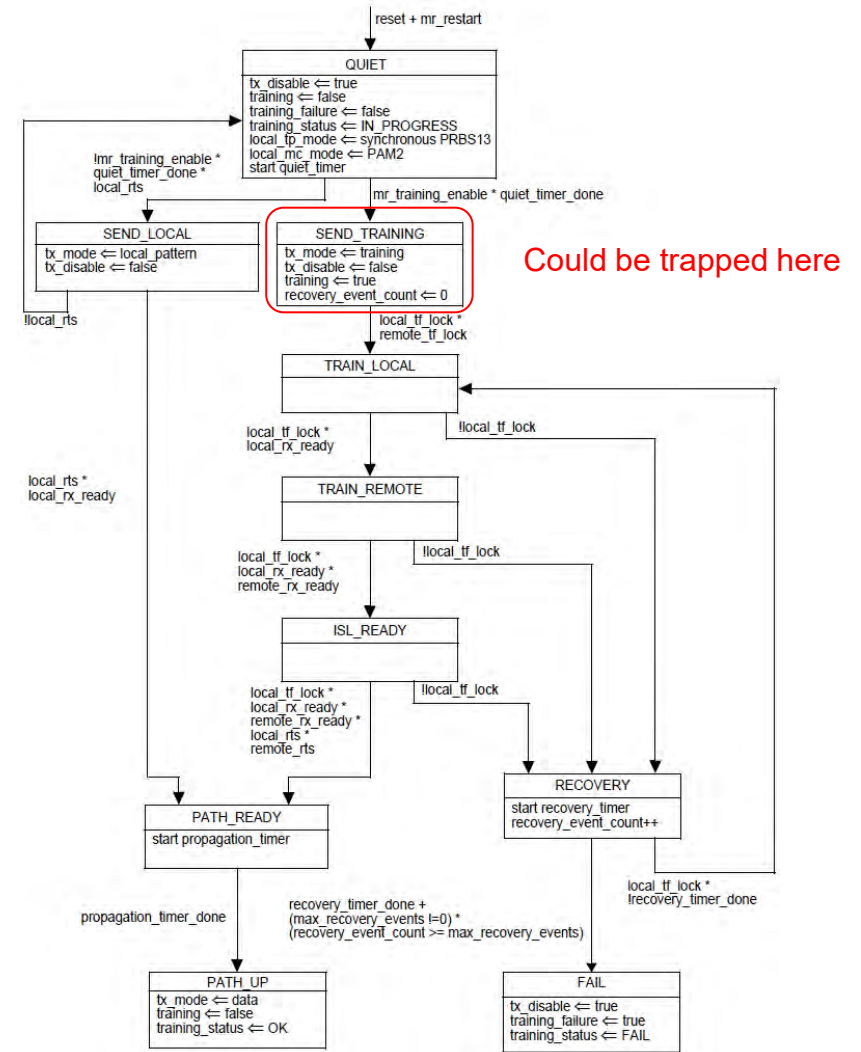 reset + mr_restart
QUIET
tx_disable ⇐ true
training ⇐ false
training_failure ⇐ false
training_status ⇐ IN_PROGRESS
local_tp_mode ⇐ synchronous PRBS13
local_mc_mode ⇐ PAM2
start quiet_timer
!mr_training_enable *
quiet_timer_done *
local_rts
mr_training_enable * quiet_timer_done
SEND_LOCAL
tx_mode ⇐ local_pattern
tx_disable ⇐ false
SEND_TRAINING
tx_mode ⇐ training
tx_disable ⇐ false
training ⇐ true
recovery_event_count ⇐ 0
Could be trapped here
!local_rts
local_tf_lock *
remote_tf_lock
TRAIN_LOCAL
local_tf_lock *
local_rx_ready
!local_tf_lock
local_rts *
local_rx_ready
TRAIN_REMOTE
local_tf_lock *
local_rx_ready *
remote_rx_ready
!local_tf_lock
ISL_READY
local_tf_lock *
local_rx_ready *
remote_rx_ready *
local_rts *
remote_rts
!local_tf_lock
RECOVERY
start recovery_timer
recovery_event_count++
PATH_READY
start propagation_timer
local_tf_lock *
!recovery_timer_done
propagation_timer_done
recovery_timer_done +
(max_recovery_events !=0) *
(recovery_event_count >= max_recovery_events)
PATH_UP
tx_mode ⇐ data
training ⇐ false
training_status ⇐ OK
FAIL
tx_disable ⇐ true
training_failure ⇐ true
training_status ⇐ FAIL